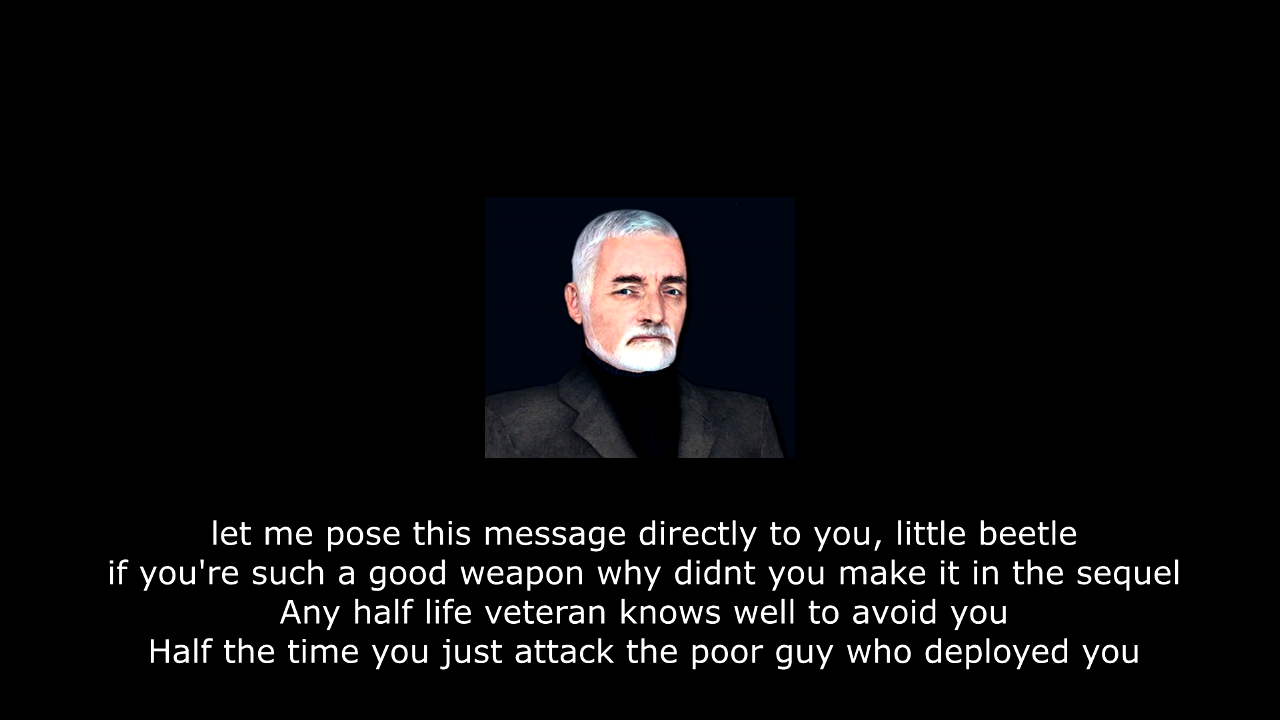 let me pose this message directly to you, little beetle
if you're such a good weapon why didnt you make it in the sequel
Any half life veteran knows well to avoid you
Half the time you just attack the poor guy who deployed you